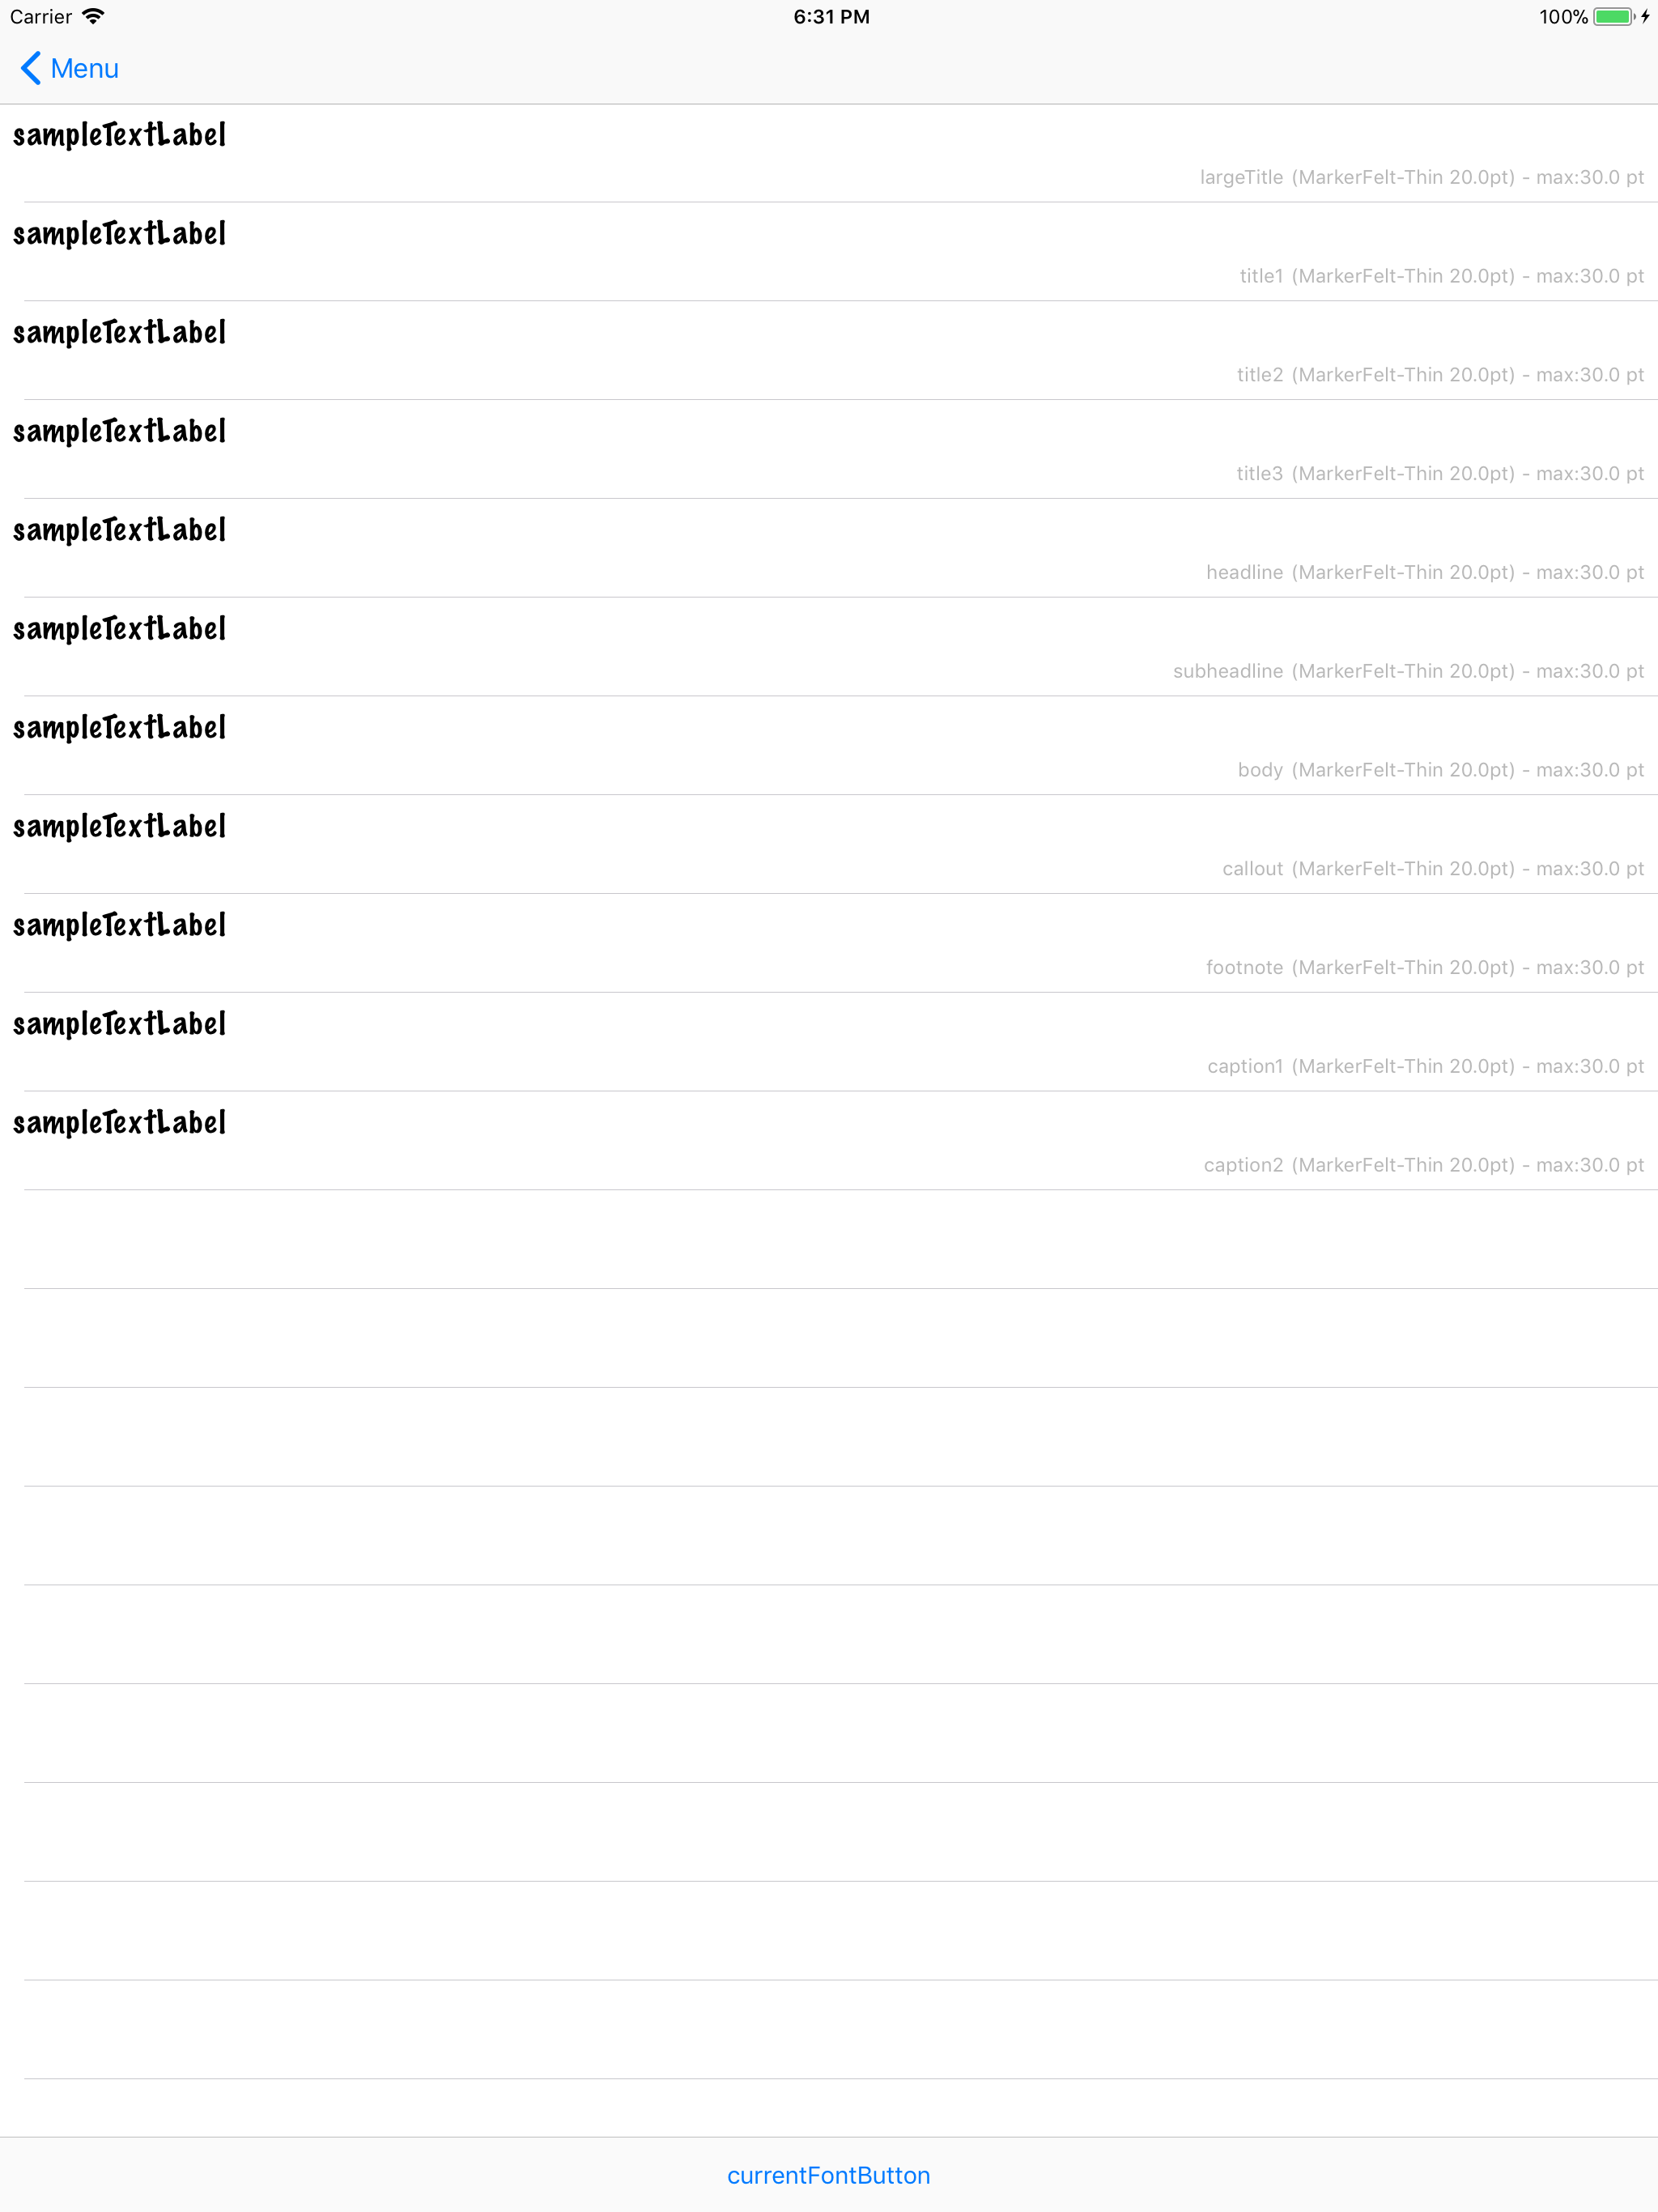 Carrier 6:31 PM 100%
Menu
sampleTextLabel
largeTitle (MarkerFelt-Thin 20.0pt) - max:30.0 pt
sampleTextLabel
title1 (MarkerFelt-Thin 20.0pt) - max:30.0 pt
sampleTextLabel
title2 (MarkerFelt-Thin 20.0pt) - max:30.0 pt
sampleTextLabel
title3 (MarkerFelt-Thin 20.0pt) - max:30.0 pt
sampleTextLabel
headline (MarkerFelt-Thin 20.0pt) - max:30.0 pt
sampleTextLabel
subheadline (MarkerFelt-Thin 20.0pt) - max:30.0 pt
sampleTextLabel
body (MarkerFelt-Thin 20.0pt) - max:30.0 pt
sampleTextLabel
callout (MarkerFelt-Thin 20.0pt) - max:30.0 pt
sampleTextLabel
footnote (MarkerFelt-Thin 20.0pt) - max:30.0 pt
sampleTextLabel
caption1 (MarkerFelt-Thin 20.0pt) - max:30.0 pt
sampleTextLabel
caption2 (MarkerFelt-Thin 20.0pt) - max:30.0 pt
currentFontButton